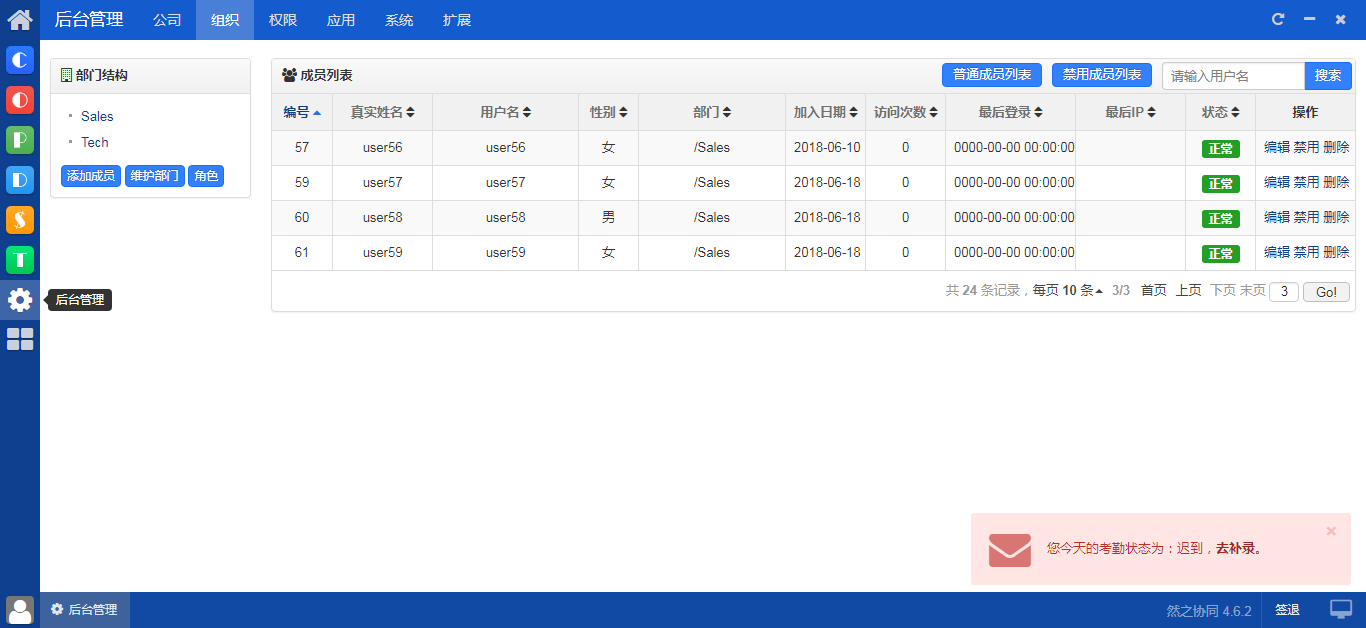 后台管理 公司 组织 权限 应用 系统 扩展
部门结构
Sales
Tech
添加成员 维护部门 角色
成员列表 普通成员列表 禁用成员列表 请输入用户名 搜索
编号 真实姓名 用户名 性别 部门 加入日期 访问次数 最后登录 最后IP 状态 操作
57 user56 user56 女 /Sales 2018-06-10 0 0000-00-00 00:00:00 正常 编辑 禁用 删除
59 user57 user57 女 /Sales 2018-06-18 0 0000-00-00 00:00:00 正常 编辑 禁用 删除
60 user58 user58 男 /Sales 2018-06-18 0 0000-00-00 00:00:00 正常 编辑 禁用 删除
61 user59 user59 女 /Sales 2018-06-18 0 0000-00-00 00:00:00 正常 编辑 禁用 删除
共 24 条记录，每页 10 条 3/3 首页 上页 下页 末页 3 Go!
C
O
P
D
S
T
后台管理
您今天的考勤状态为：迟到，去补录。 ×
后台管理 然之协同 4.6.2 签退